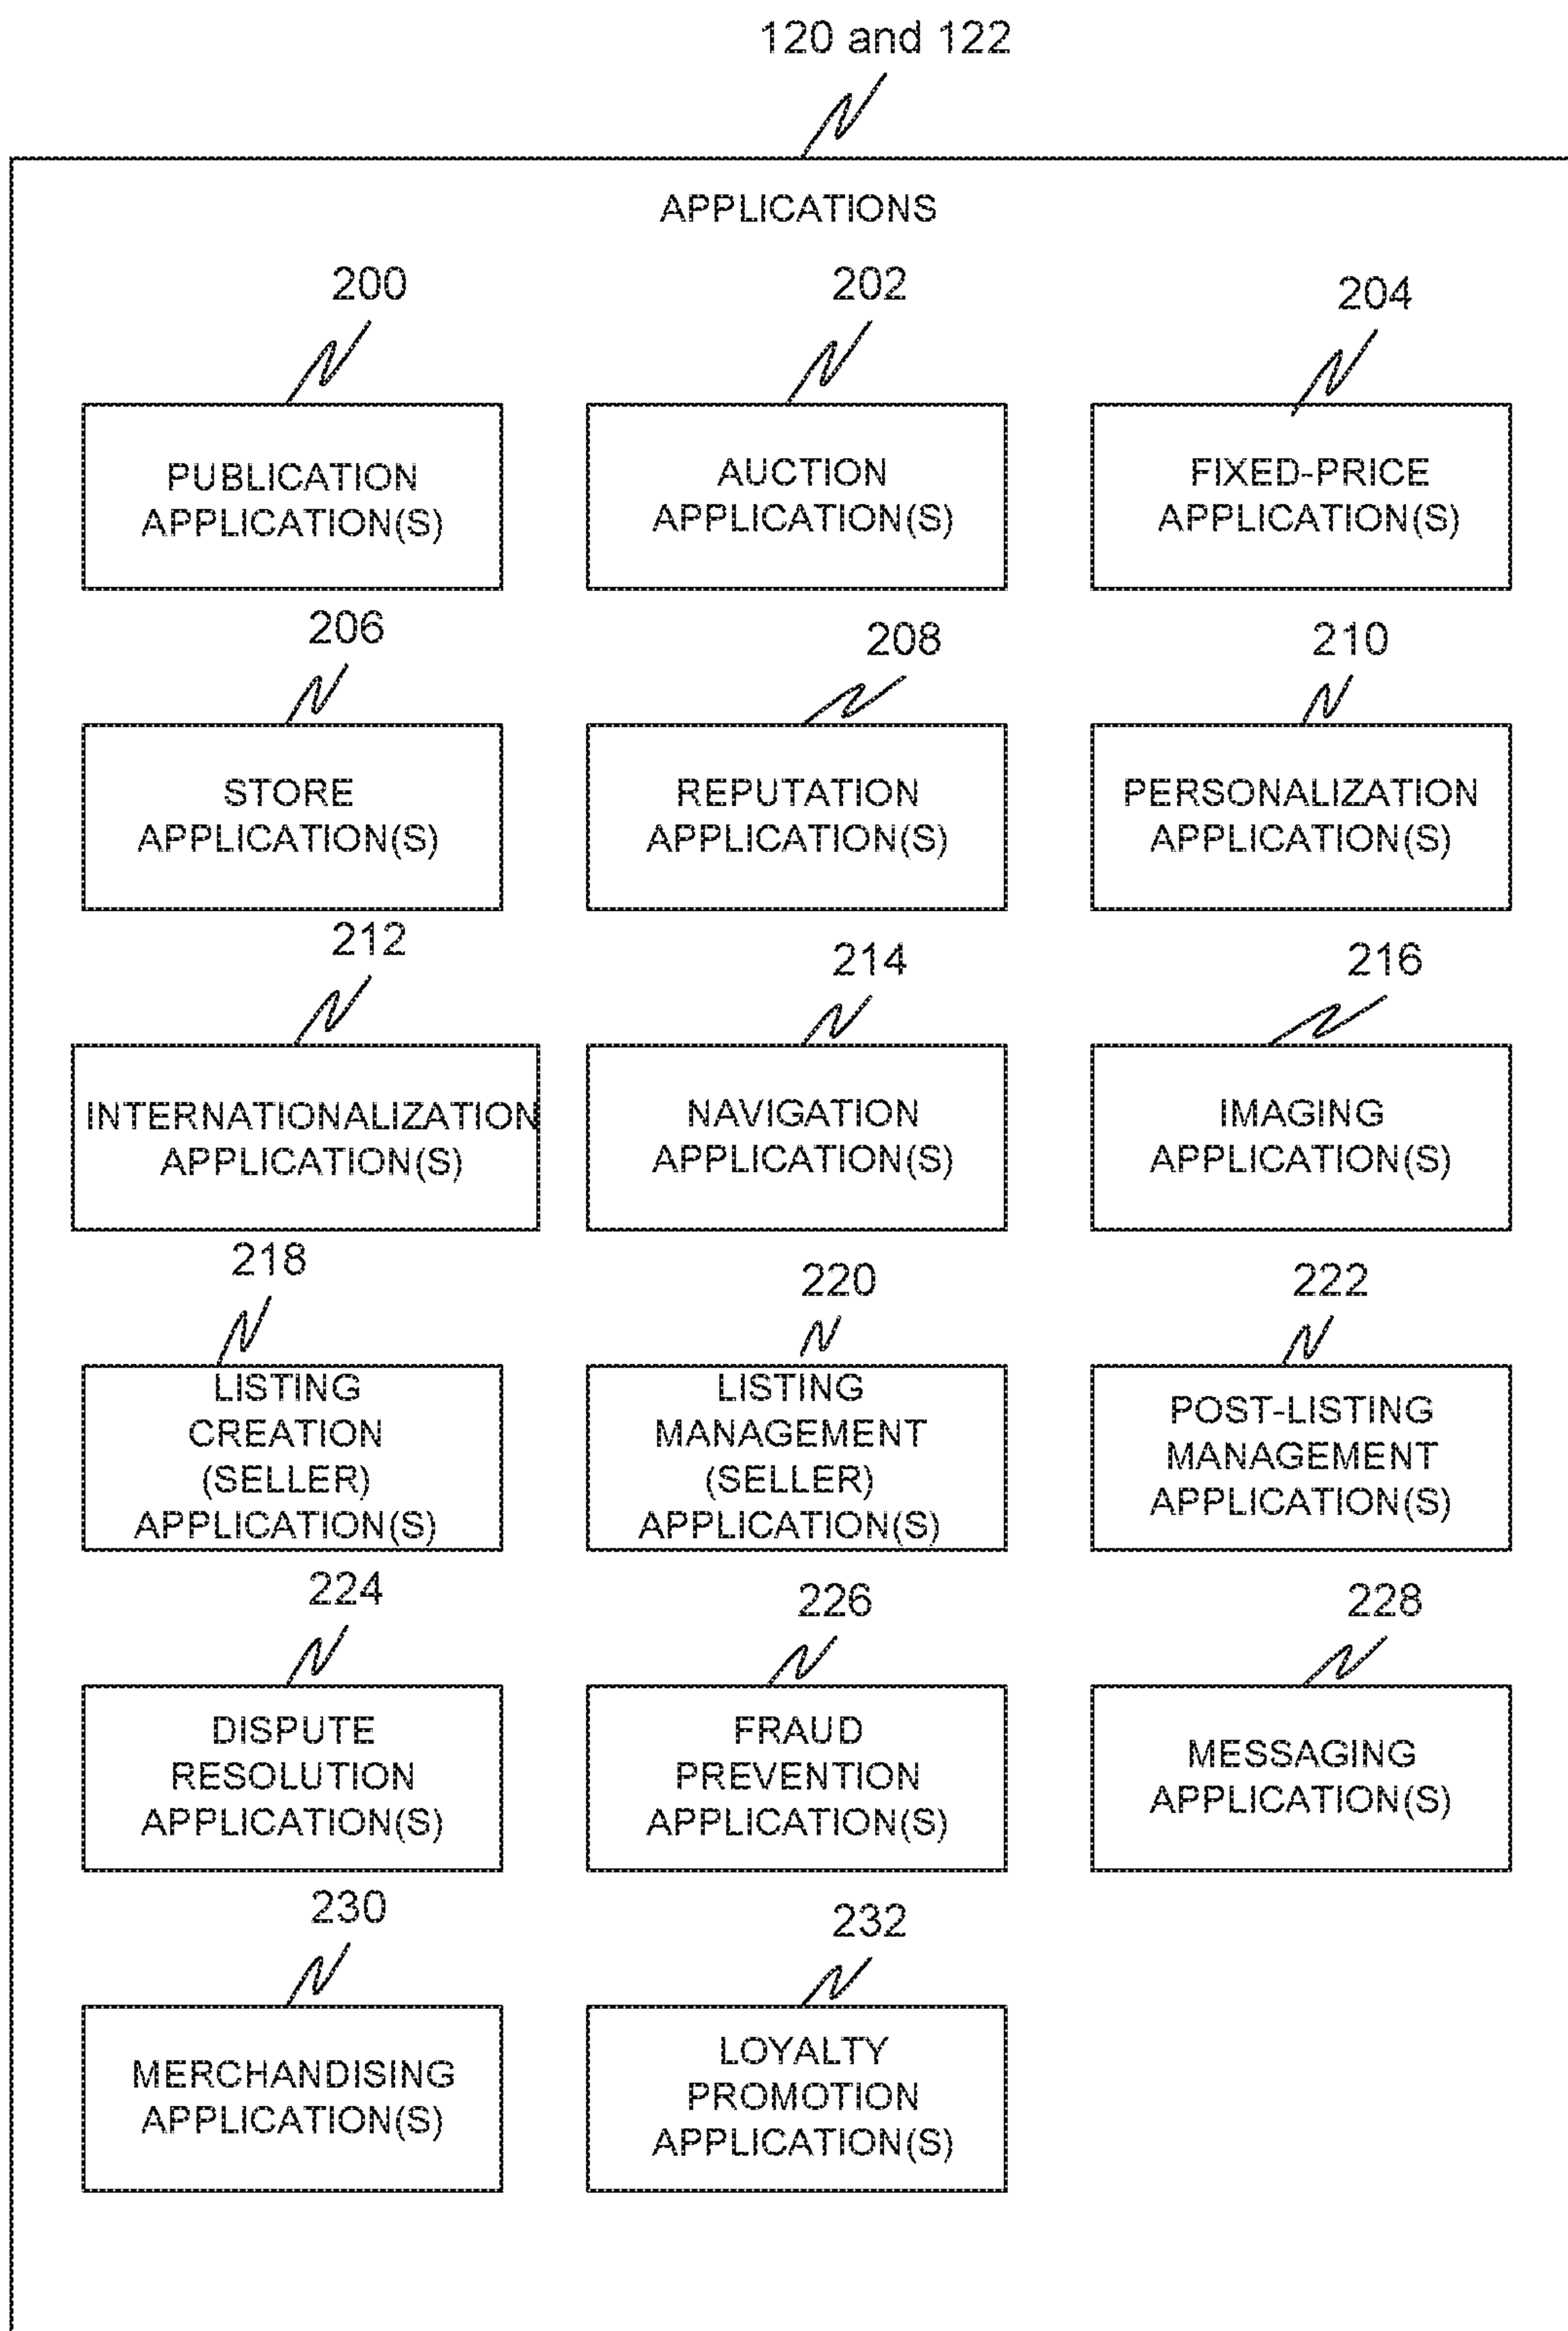 120 and 122
APPLICATIONS
200
202
204
PUBLICATION
APPLICATION(S)
AUCTION
APPLICATION(S)
FIXED-PRICE
APPLICATION(S)
206
208
210
STORE
APPLICATION(S)
REPUTATION
APPLICATION(S)
PERSONALIZATION
APPLICATION(S)
212
214
216
INTERNATIONALIZATION
APPLICATION(S)
NAVIGATION
APPLICATION(S)
IMAGING
APPLICATION(S)
218
220
222
LISTING
CREATION
(SELLER)
APPLICATION(S)
LISTING
MANAGEMENT
(SELLER)
APPLICATION(S)
POST-LISTING
MANAGEMENT
APPLICATION(S)
224
226
228
DISPUTE
RESOLUTION
APPLICATION(S)
FRAUD
PREVENTION
APPLICATION(S)
MESSAGING
APPLICATION(S)
230
232
MERCHANDISING
APPLICATION(S)
LOYALTY
PROMOTION
APPLICATION(S)